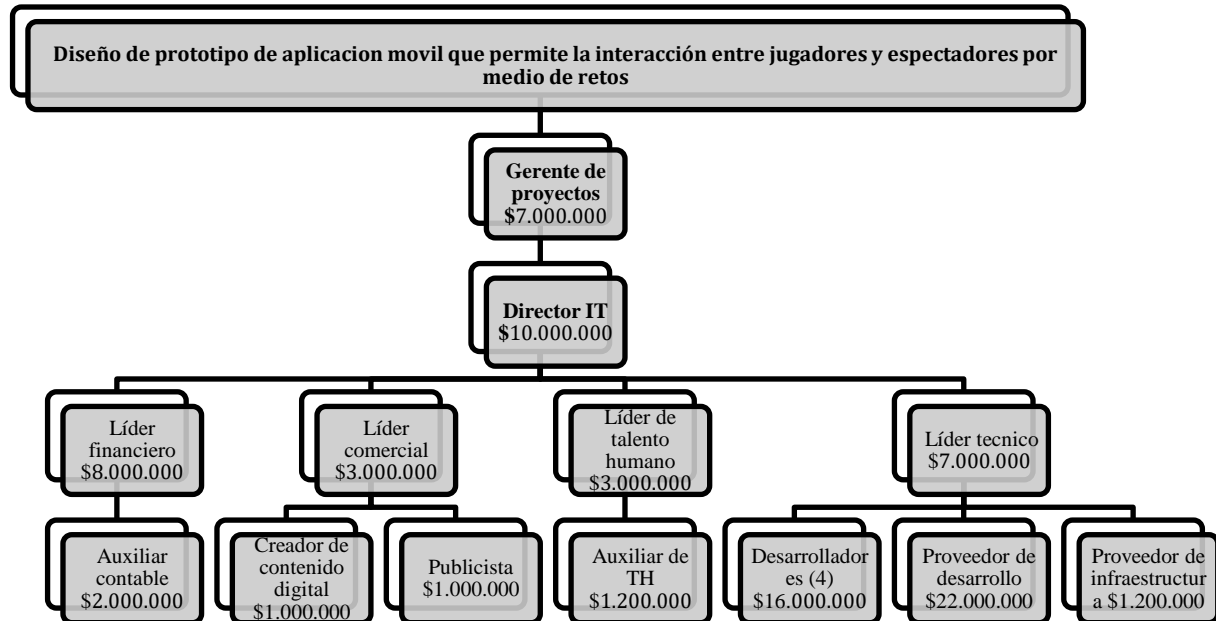 Diseño de prototipo de aplicacion movil que permite la interacción entre jugadores y espectadores por
medio de retos
Gerente de
proyectos
$7.000.000
Director IT
$10.000.000
Líder
financiero
$8.000.000
Líder
comercial
$3.000.000
Líder de
talento
humano
$3.000.000
Líder tecnico
$7.000.000
Auxiliar
contable
$2.000.000
Creador de
contenido
digital
$1.000.000
Publicista
$1.000.000
Auxiliar de
TH
$1.200.000
Desarrollador
es (4)
$16.000.000
Proveedor de
desarrollo
$22.000.000
Proveedor de
infraestructur
a $1.200.000